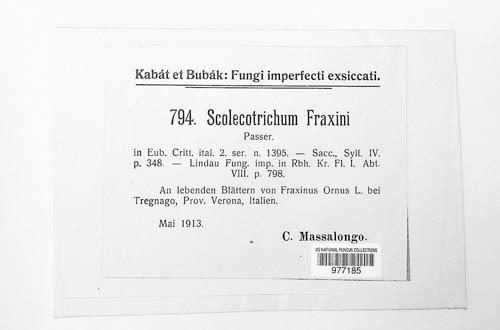 Kabát et Bubák: Fungi imperfecti exsiccati.
794. Scolecotrichum Fraxini
Passer.
in Eub. Critt. ital. 2. ser. n. 1395. — Sacc., Syll. IV.
p. 348. — Lindau Fung. imp. in Rbh. Kr. Fl. I. Abt.
VIII. p. 798.
An lebenden Blättern von Fraxinus Ornus L. bei
Tregnago, Prov. Verona, Italien.
Mai 1913.
C. Massalongo.
US NATIONAL FUNGUS COLLECTIONS
977185